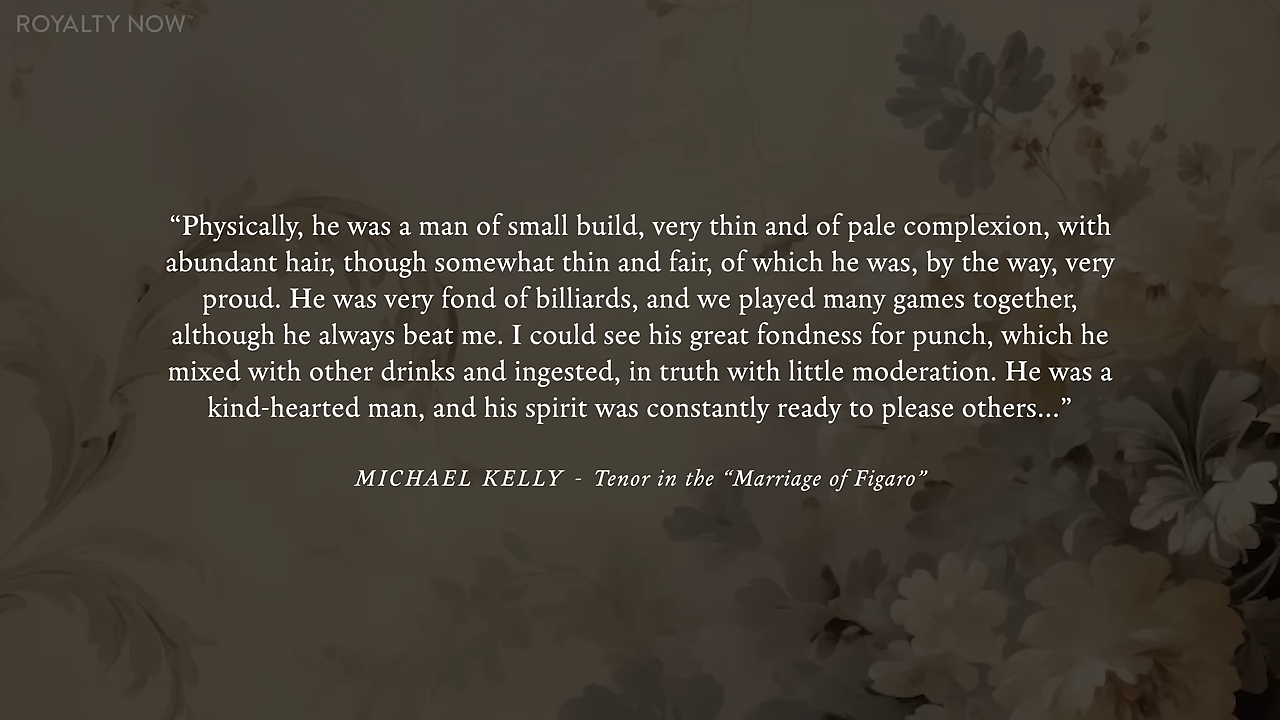 ROYALTY NOW
“Physically, he was a man of small build, very thin and of pale complexion, with
abundant hair, though somewhat thin and fair, of which he was, by the way, very
proud. He was very fond of billiards, and we played many games together,
although he always beat me. I could see his great fondness for punch, which he
mixed with other drinks and ingested, in truth with little moderation. He was a
kind-hearted man, and his spirit was constantly ready to please others...”
MICHAEL KELLY - Tenor in the “Marriage of Figaro”